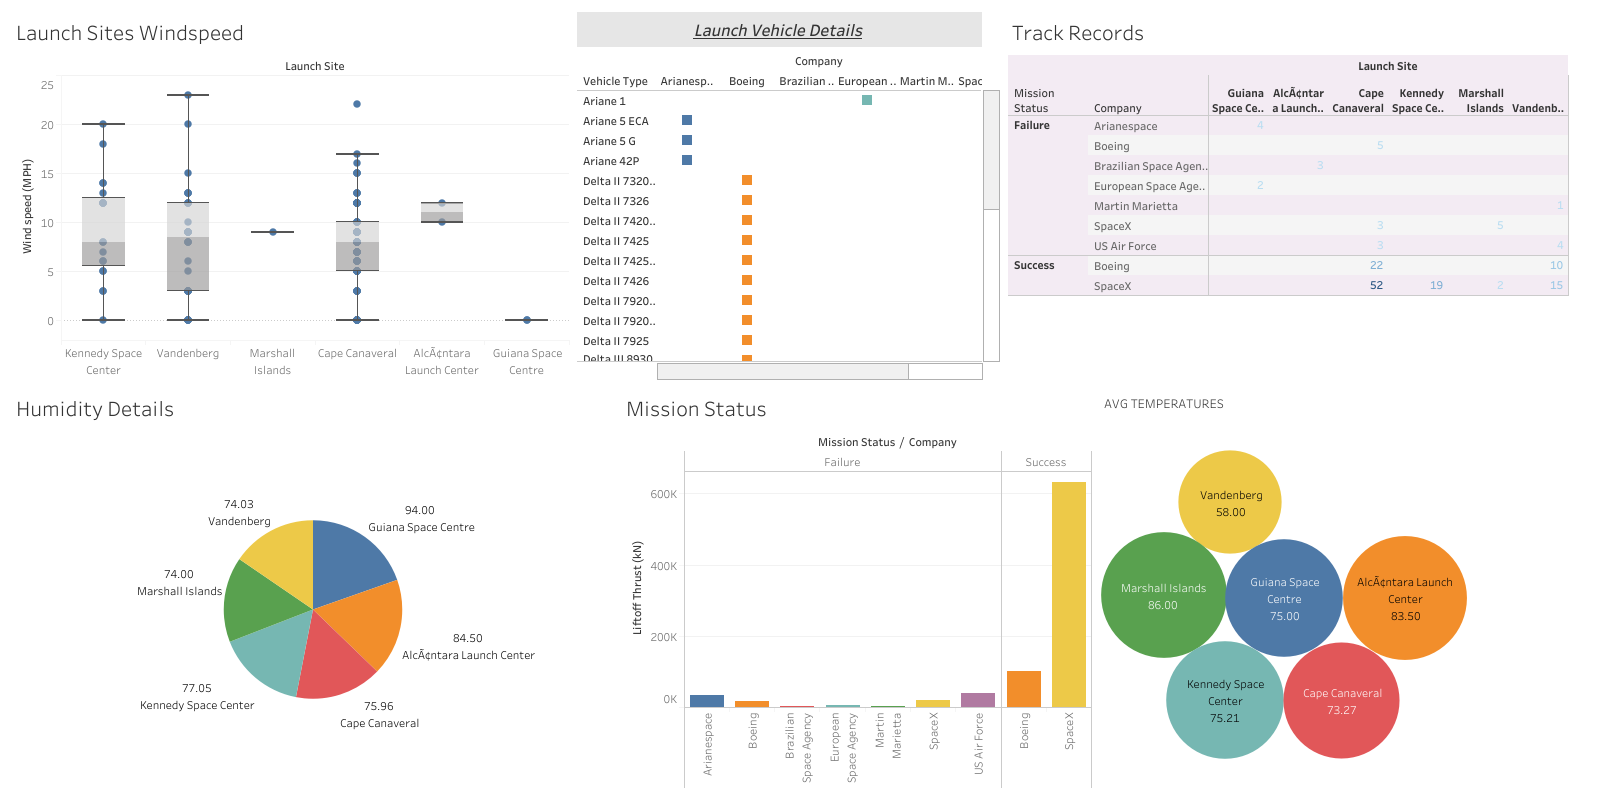 Launch Sites Windspeed
Launch Site
Wind speed (MPH)
25
20
15
10
5
0
Kennedy Space
Center
Vandenberg
Marshall
Islands
Cape Canaveral
AlcÃ¢ntara
Launch Center
Guiana Space
Centre
Launch Vehicle Details
Company
Vehicle Type Arianesp.. Boeing Brazilian .. European .. Martin M.. Spac
Ariane 1
Ariane 5 ECA
Ariane 5 G
Ariane 42P
Delta II 7320..
Delta II 7326
Delta II 7420..
Delta II 7425
Delta II 7425..
Delta II 7426
Delta II 7920..
Delta II 7920..
Delta II 7925
Delta III 8930
Track Records
Launch Site
Mission
Status
Company
Guiana
Space Ce..
AlcÃ¢ntar
a Launch..
Cape
Canaveral
Kennedy
Space Ce..
Marshall
Islands
Vandenb..
Failure Arianespace 4
Boeing 5
Brazilian Space Agen.. 3
European Space Age.. 2
Martin Marietta 1
SpaceX 3 5
US Air Force 3 4
Success Boeing 22 10
SpaceX 52 19 2 15
Humidity Details
74.03
Vandenberg
94.00
Guiana Space Centre
74.00
Marshall Islands
84.50
AlcÃ¢ntara Launch Center
77.05
Kennedy Space Center
75.96
Cape Canaveral
Mission Status
Mission Status / Company
Failure Success
Liftoff Thrust (kN)
600K
400K
200K
0K
Arianespace
Boeing
Brazilian
Space Agency
European
Space Agency
Martin
Marietta
SpaceX
US Air Force
Boeing
SpaceX
AVG TEMPERATURES
Vandenberg
58.00
Marshall Islands
86.00
Guiana Space
Centre
75.00
AlcÃ¢ntara Launch
Center
83.50
Kennedy Space
Center
75.21
Cape Canaveral
73.27